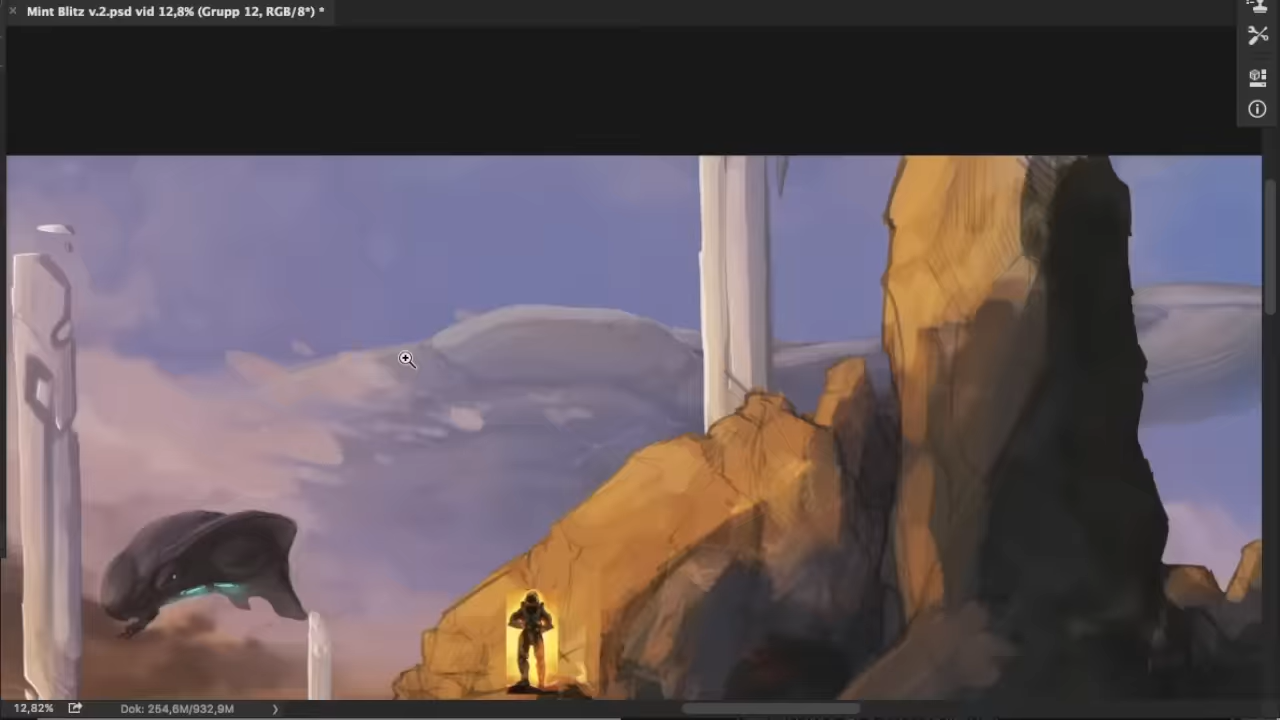 Mint Blitz v.2.psd vid 12,8% (Grupp 12, RGB/8*) *
12,82%
Dok: 254,6M/932,9M